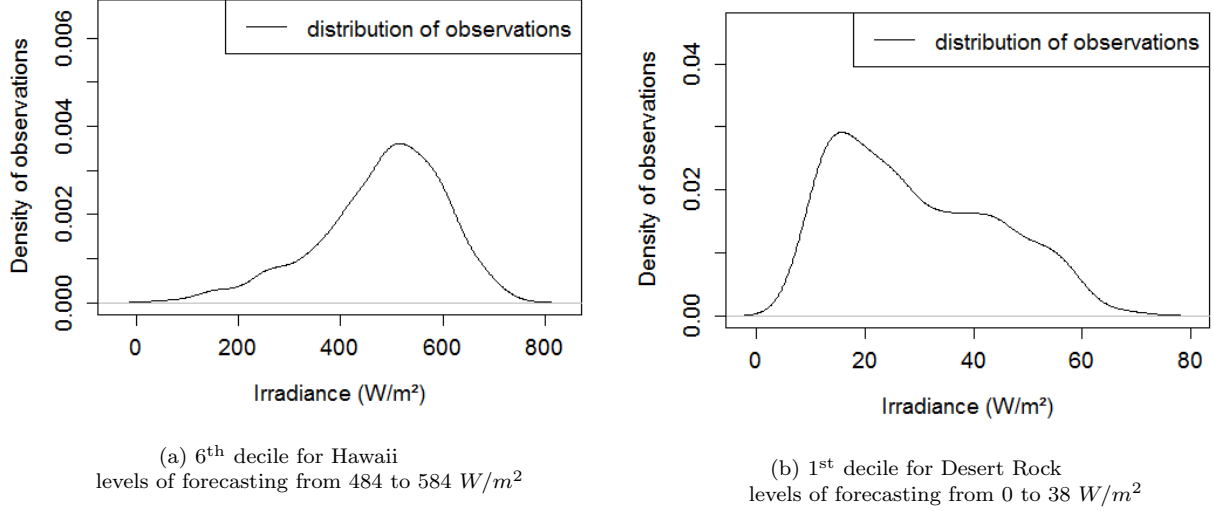 distribution of observations
Density of observations
0.000
0.002
0.004
0.006
0 200 400 600 800
Irradiance (W/m²)
(a) 6th decile for Hawaii
levels of forecasting from 484 to 584 W/m²
distribution of observations
Density of observations
0.00
0.02
0.04
0 20 40 60 80
Irradiance (W/m²)
(b) 1st decile for Desert Rock
levels of forecasting from 0 to 38 W/m²